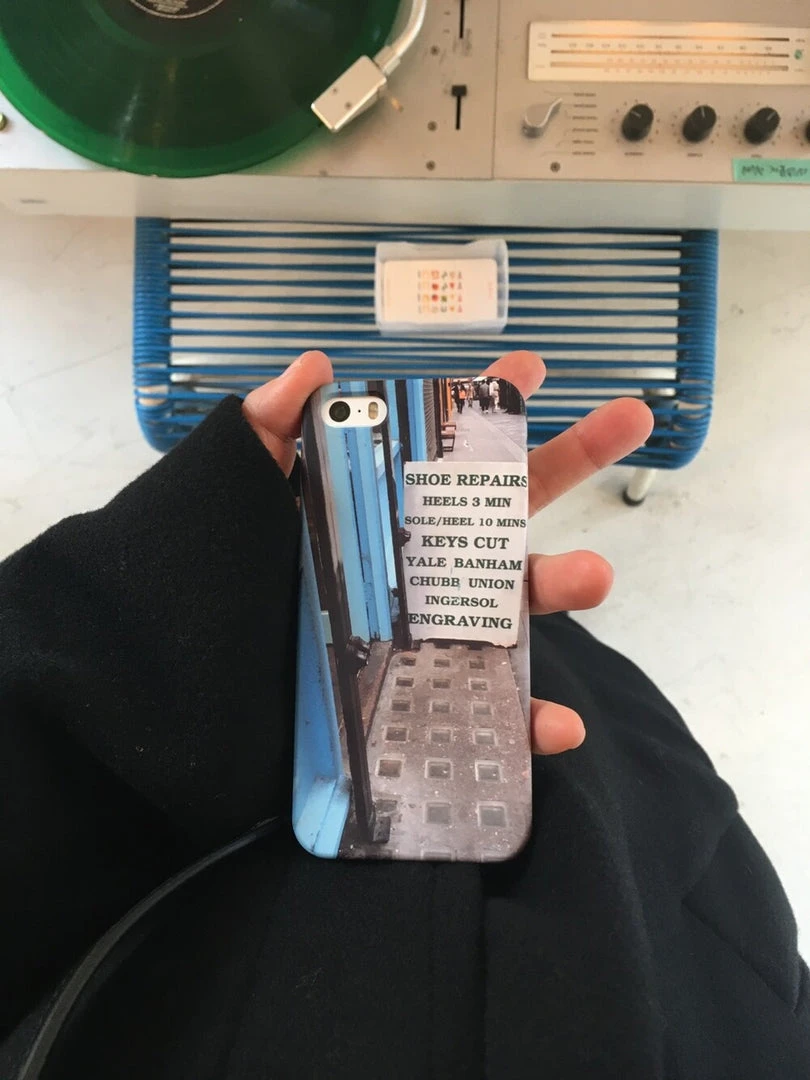 SHOE REPAIRS
HEELS 3 MIN
SOLE/HEEL 10 MINS
KEYS CUT
YALE BANHAM
CHUBB UNION
INGERSOL
ENGRAVING